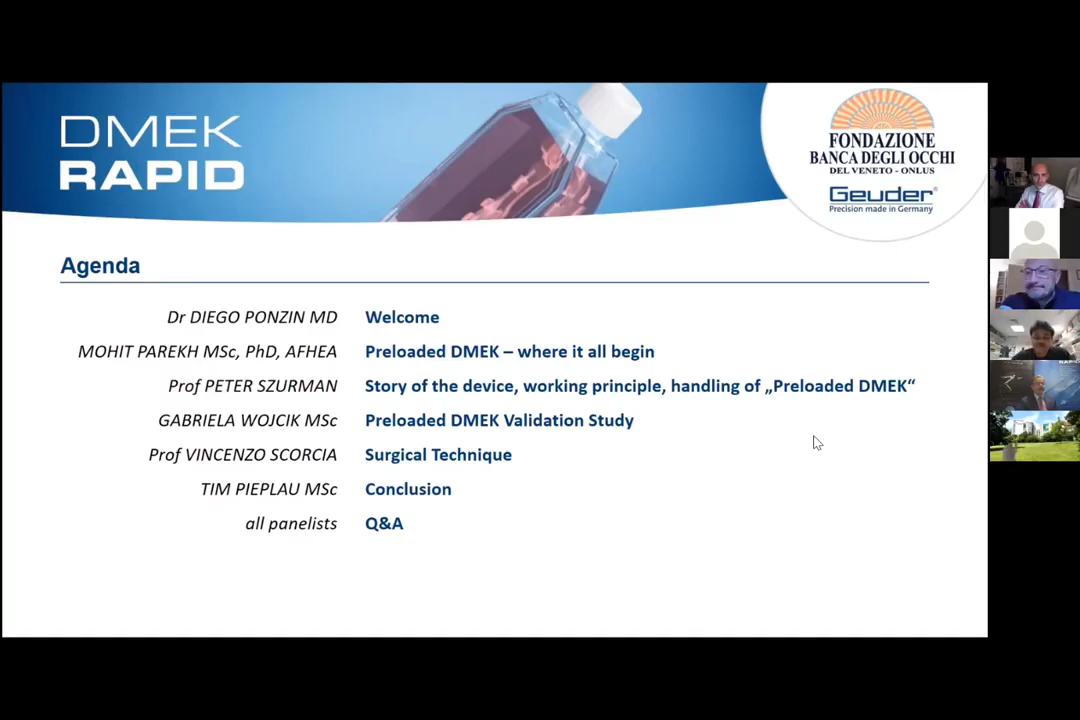 DMEK
RAPID
FONDAZIONE
BANCA DEGLI OCCHI
DEL VENETO - ONLUS
Geuder®
Precision made in Germany
Agenda
Dr DIEGO PONZIN MD Welcome
MOHIT PAREKH MSc, PhD, AFHEA Preloaded DMEK – where it all begin
Prof PETER SZURMAN Story of the device, working principle, handling of „Preloaded DMEK“
GABRIELA WOJCIK MSc Preloaded DMEK Validation Study
Prof VINCENZO SCORCIA Surgical Technique
TIM PIEPLAU MSc Conclusion
all panelists Q&A